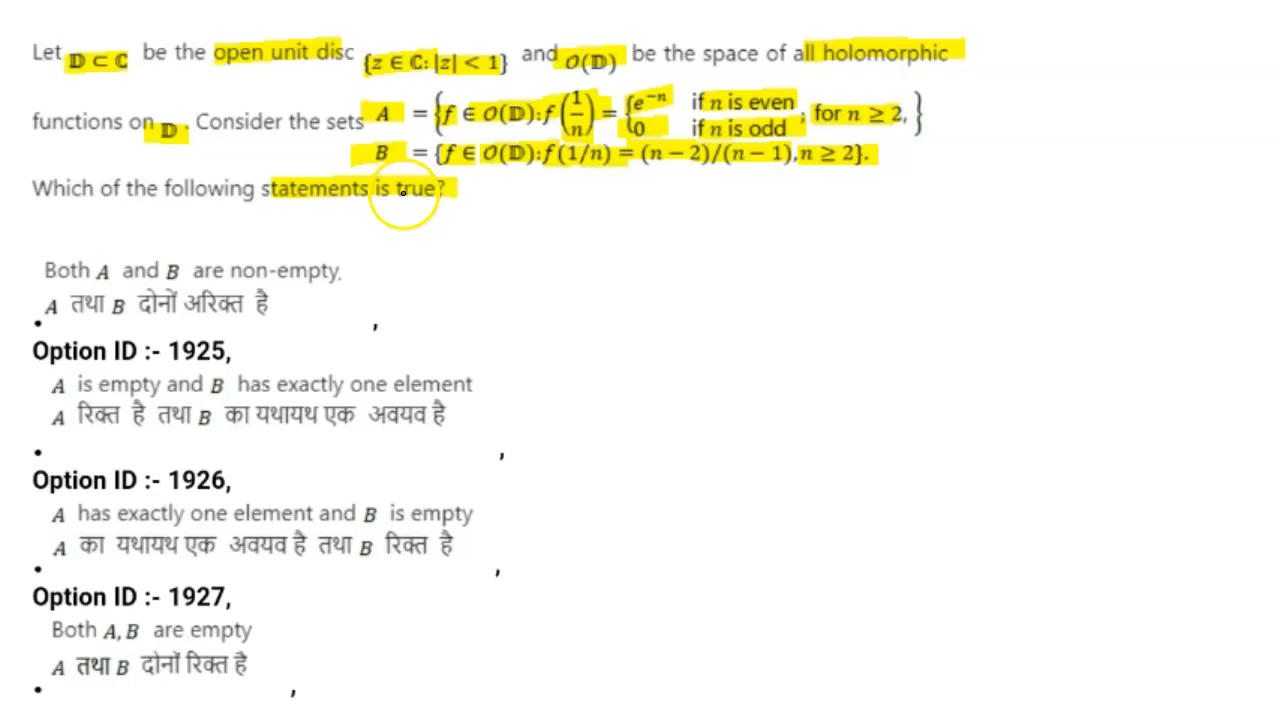 Let 𝔻 ⊂ ℂ be the open unit disc {z ∈ ℂ: |z| < 1} and 𝒪(𝔻) be the space of all holomorphic
functions on 𝔻 . Consider the sets A = {f ∈ 𝒪(𝔻): f(1/n) = {e⁻ⁿ if n is even ; 0 if n is odd ; for n ≥ 2, }
B = {f ∈ 𝒪(𝔻): f(1/n) = (n − 2)/(n − 1), n ≥ 2}.
Which of the following statements is true?
Both A and B are non-empty.
A तथा B दोनों अरिक्त है
• ,
Option ID :- 1925,
A is empty and B has exactly one element
A रिक्त है तथा B का यथायथ एक अवयव है
• ,
Option ID :- 1926,
A has exactly one element and B is empty
A का यथायथ एक अवयव है तथा B रिक्त है
• ,
Option ID :- 1927,
Both A, B are empty
A तथा B दोनों रिक्त है
• ,